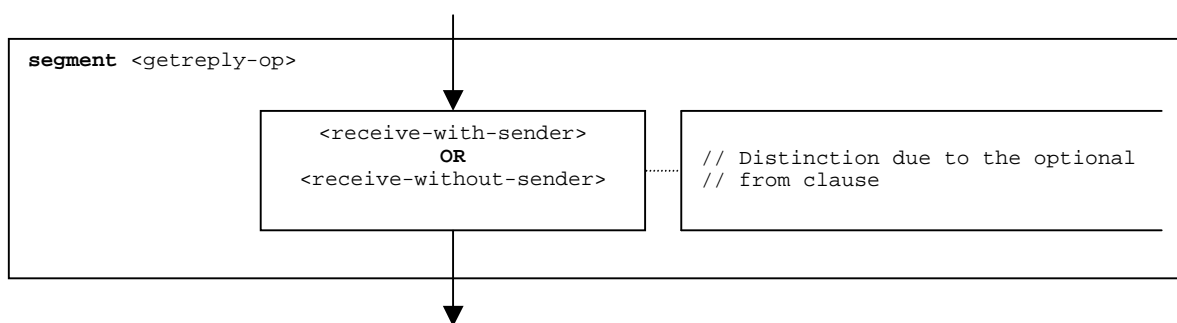 segment <getreply-op>
<receive-with-sender>
OR
<receive-without-sender>
// Distinction due to the optional
// from clause